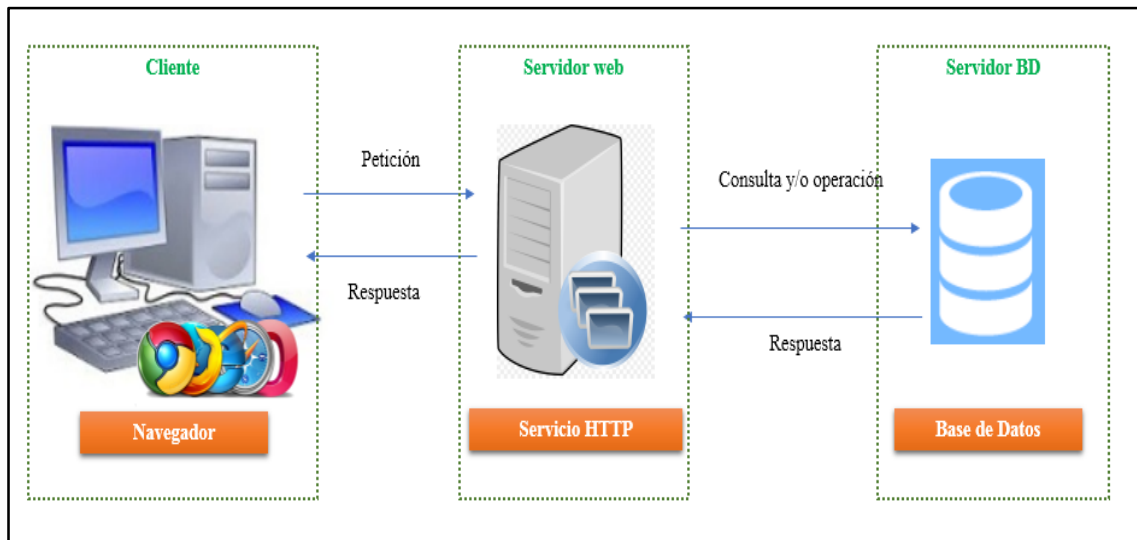 Cliente
Servidor web
Servidor BD
Petición
Consulta y/o operación
Respuesta
Respuesta
Navegador
Servicio HTTP
Base de Datos